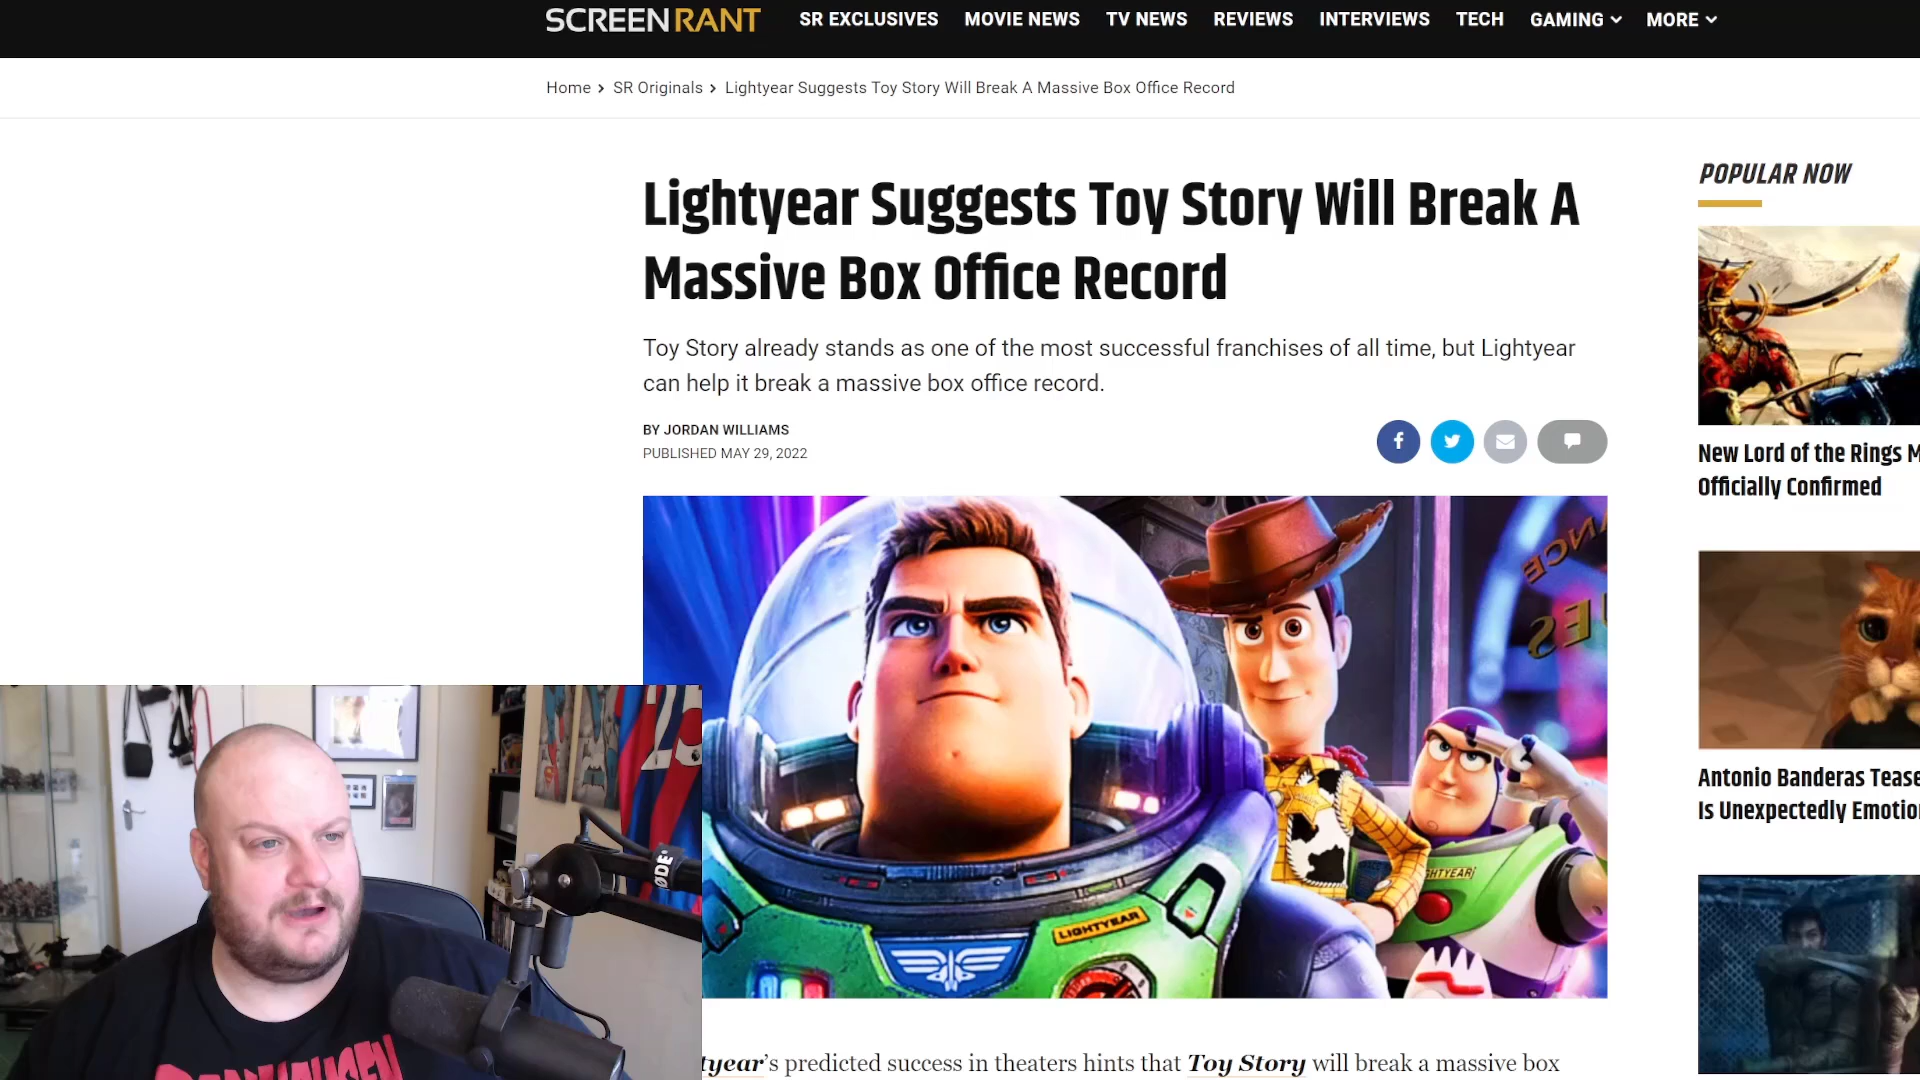 SCREENRANT
SR EXCLUSIVES MOVIE NEWS TV NEWS REVIEWS INTERVIEWS TECH GAMING MORE
Home > SR Originals > Lightyear Suggests Toy Story Will Break A Massive Box Office Record
Lightyear Suggests Toy Story Will Break A
Massive Box Office Record
Toy Story already stands as one of the most successful franchises of all time, but Lightyear
can help it break a massive box office record.
BY JORDAN WILLIAMS
PUBLISHED MAY 29, 2022
LIGHTYEAR
GHTYEAR
tyear's predicted success in theaters hints that Toy Story will break a massive box
POPULAR NOW
New Lord of the Rings M
Officially Confirmed
Antonio Banderas Tease
Is Unexpectedly Emotio
RØDE